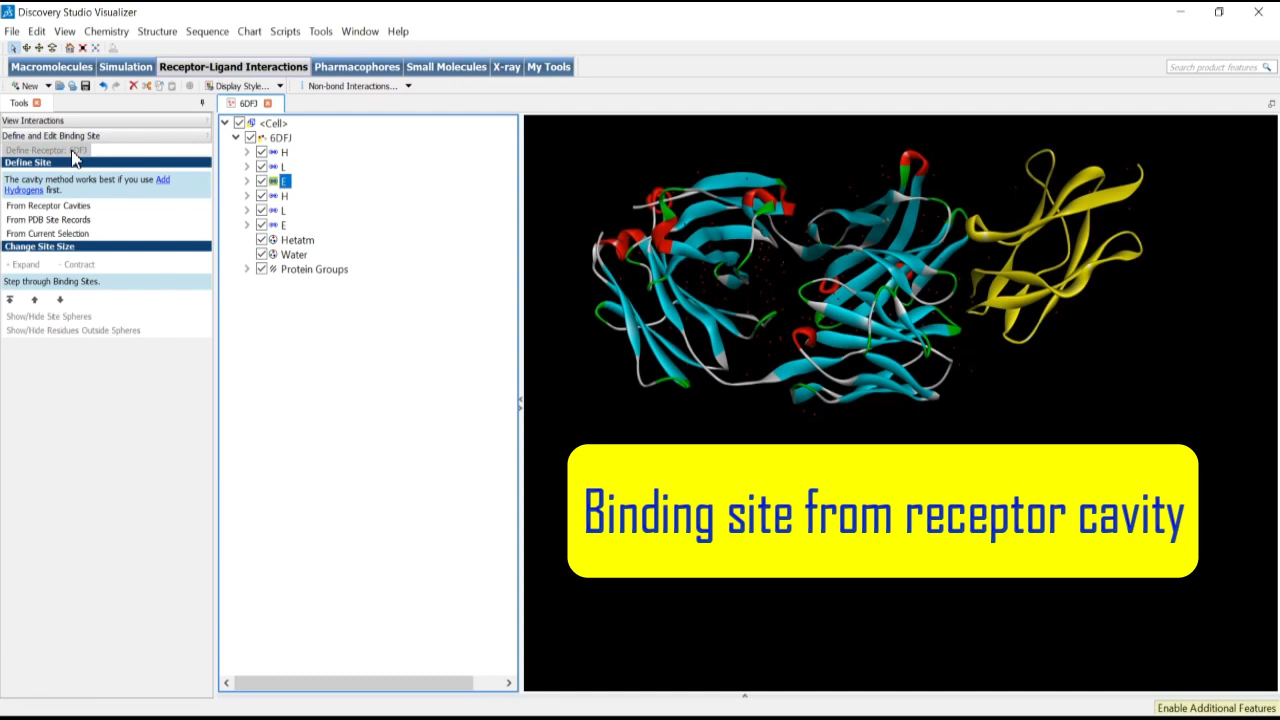 Discovery Studio Visualizer
File Edit View Chemistry Structure Sequence Chart Scripts Tools Window Help
Macromolecules Simulation Receptor-Ligand Interactions Pharmacophores Small Molecules X-ray My Tools
Search product features
New Display Style... Non-bond Interactions...
Tools
6DFJ
View Interactions
Define and Edit Binding Site
Define Receptor: 6DFJ
Define Site
The cavity method works best if you use Add
Hydrogens first.
From Receptor Cavities
From PDB Site Records
From Current Selection
Change Site Size
+ Expand - Contract
Step through Binding Sites.
Show/Hide Site Spheres
Show/Hide Residues Outside Spheres
<Cell>
6DFJ
H
L
E
H
L
E
Hetatm
Water
Protein Groups
Binding site from receptor cavity
Enable Additional Features